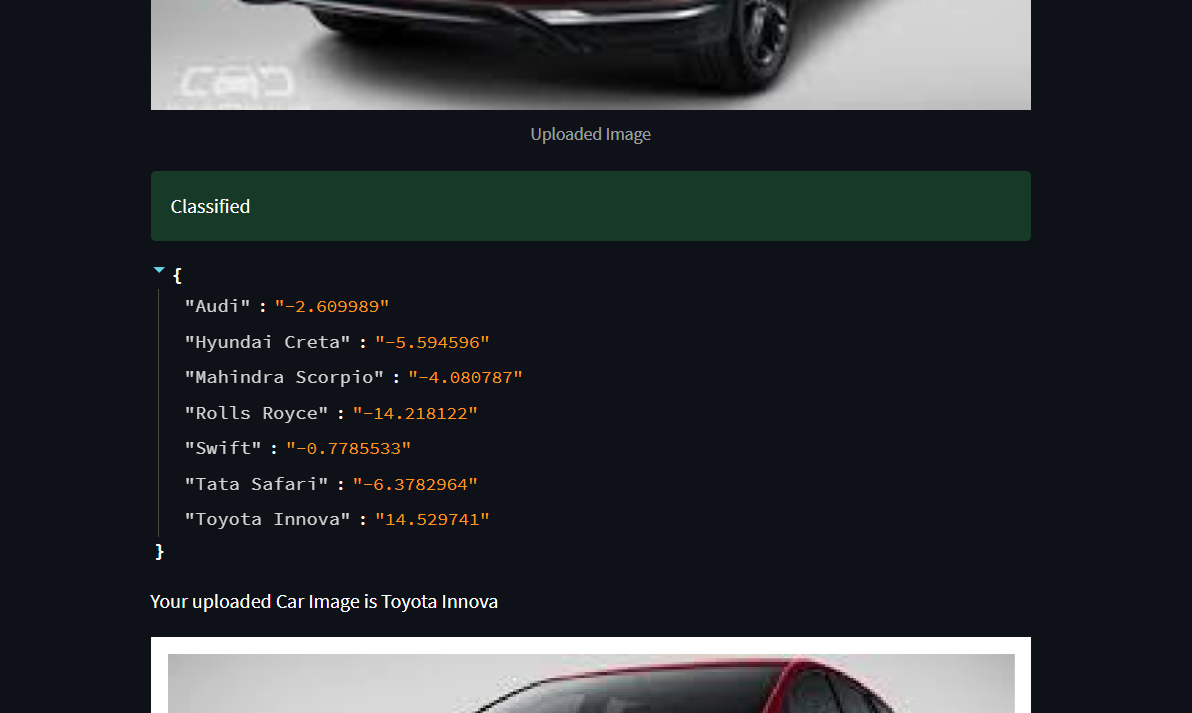 Uploaded Image
Classified
{
"Audi" : "-2.609989"
"Hyundai Creta" : "-5.594596"
"Mahindra Scorpio" : "-4.080787"
"Rolls Royce" : "-14.218122"
"Swift" : "-0.7785533"
"Tata Safari" : "-6.3782964"
"Toyota Innova" : "14.529741"
}
Your uploaded Car Image is Toyota Innova